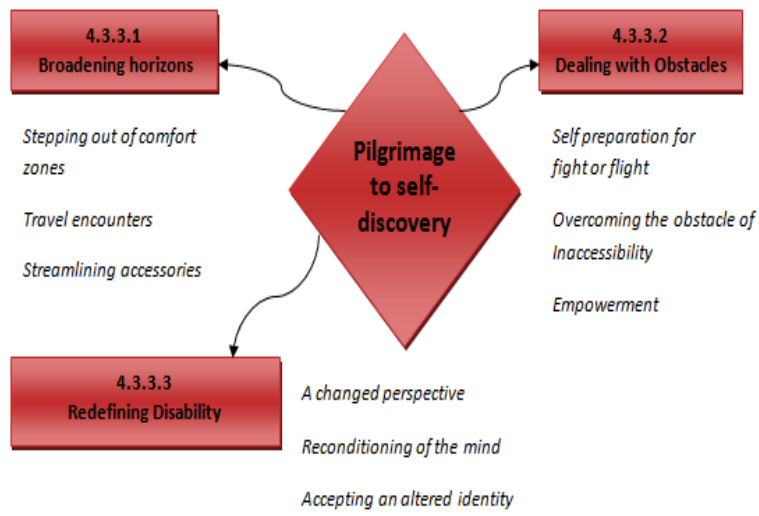 4.3.3.1
Broadening horizons
Stepping out of comfort
zones
Travel encounters
Streamlining accessories
Pilgrimage
to self-
discovery
4.3.3.2
Dealing with Obstacles
Self preparation for
fight or flight
Overcoming the obstacle of
Inaccessibility
Empowerment
4.3.3.3
Redefining Disability
A changed perspective
Reconditioning of the mind
Accepting an altered identity